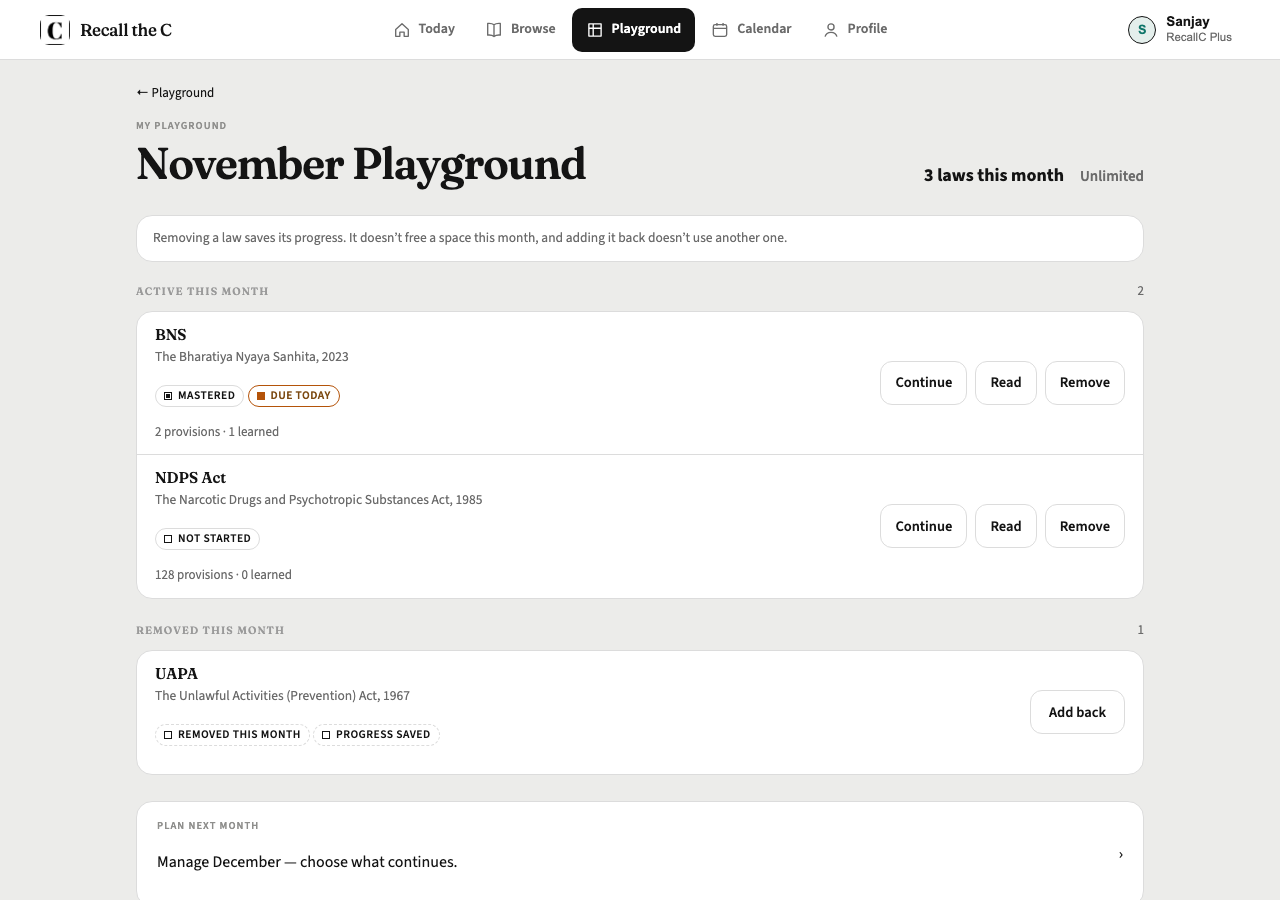 C Recall the C
Today
Browse
Playground
Calendar
Profile
S
Sanjay
RecallC Plus
← Playground
MY PLAYGROUND
November Playground
3 laws this month Unlimited
Removing a law saves its progress. It doesn’t free a space this month, and adding it back doesn’t use another one.
ACTIVE THIS MONTH 2
BNS
The Bharatiya Nyaya Sanhita, 2023
MASTERED DUE TODAY
2 provisions · 1 learned
Continue Read Remove
NDPS Act
The Narcotic Drugs and Psychotropic Substances Act, 1985
NOT STARTED
128 provisions · 0 learned
Continue Read Remove
REMOVED THIS MONTH 1
UAPA
The Unlawful Activities (Prevention) Act, 1967
REMOVED THIS MONTH PROGRESS SAVED
Add back
PLAN NEXT MONTH
Manage December — choose what continues. ›